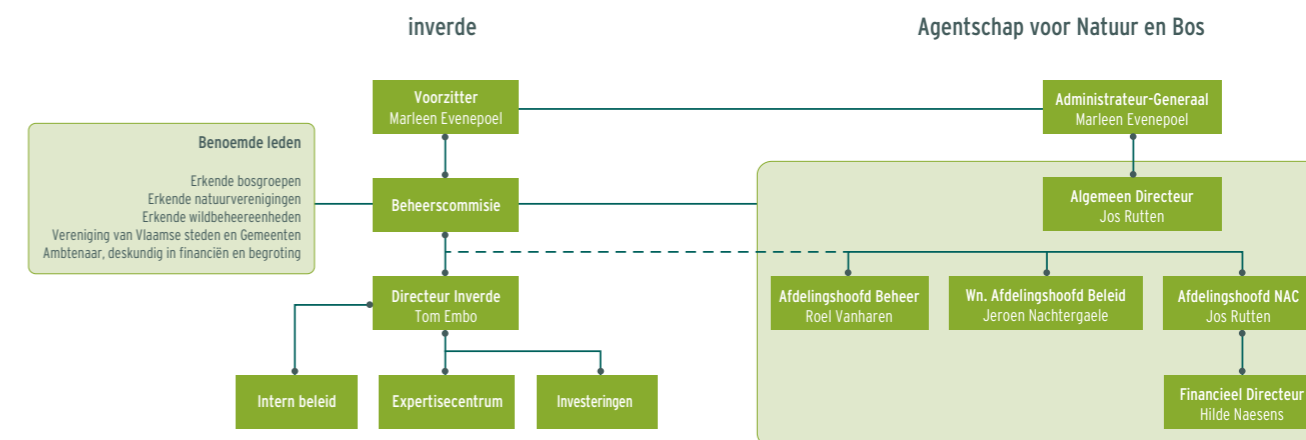 inverde
Agentschap voor Natuur en Bos
Voorzitter
Marleen Evenepoel
Administrateur-Generaal
Marleen Evenepoel
Benoemde leden
Erkende bosgroepen
Erkende natuurverenigingen
Erkende wildbeheereenheden
Vereniging van Vlaamse steden en Gemeenten
Ambtenaar, deskundig in financiën en begroting
Beheerscommisie
Algemeen Directeur
Jos Rutten
Directeur Inverde
Tom Embo
Afdelingshoofd Beheer
Roel Vanharen
Wn. Afdelingshoofd Beleid
Jeroen Nachtergaele
Afdelingshoofd NAC
Jos Rutten
Intern beleid
Expertisecentrum
Investeringen
Financieel Directeur
Hilde Naesens